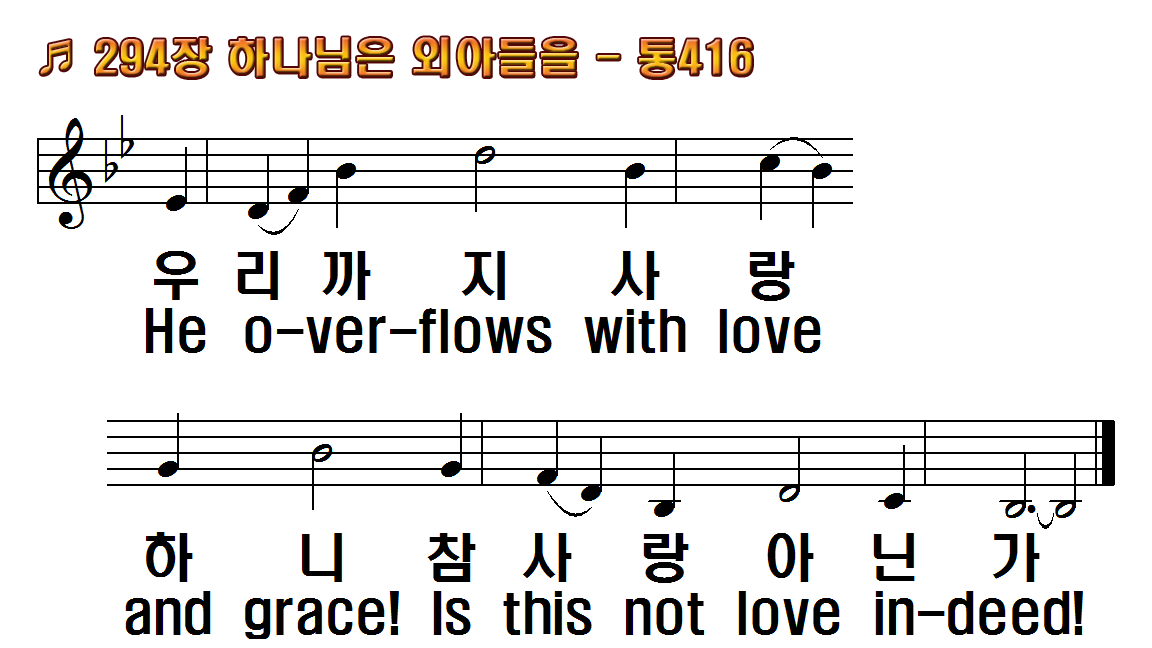 ♬ 294장 하나님은 외아들을 - 통416
우 리 까 지 사 랑
He o-ver-flows with love
하 니 참 사 랑 아 닌 가
and grace! Is this not love in-deed!